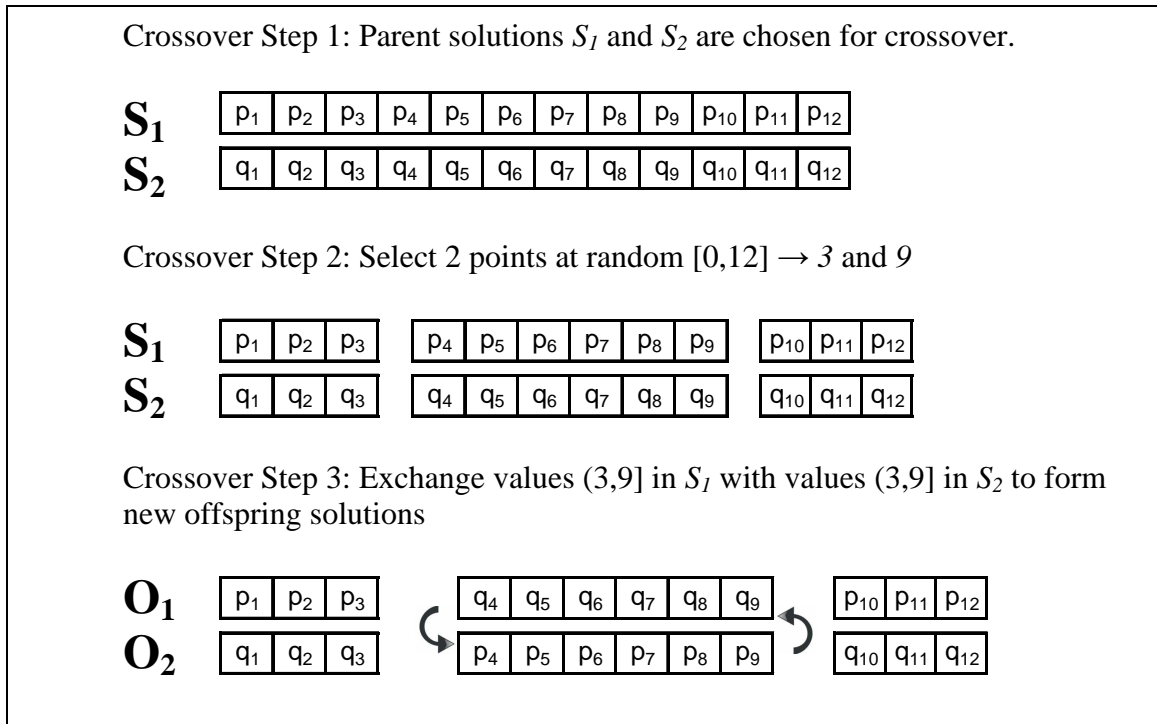 Crossover Step 1: Parent solutions S₁ and S₂ are chosen for crossover.
S₁ p₁ p₂ p₃ p₄ p₅ p₆ p₇ p₈ p₉ p₁₀ p₁₁ p₁₂
S₂ q₁ q₂ q₃ q₄ q₅ q₆ q₇ q₈ q₉ q₁₀ q₁₁ q₁₂
Crossover Step 2: Select 2 points at random [0,12] → 3 and 9
S₁ p₁ p₂ p₃ p₄ p₅ p₆ p₇ p₈ p₉ p₁₀ p₁₁ p₁₂
S₂ q₁ q₂ q₃ q₄ q₅ q₆ q₇ q₈ q₉ q₁₀ q₁₁ q₁₂
Crossover Step 3: Exchange values (3,9] in S₁ with values (3,9] in S₂ to form
new offspring solutions
O₁ p₁ p₂ p₃ q₄ q₅ q₆ q₇ q₈ q₉ p₁₀ p₁₁ p₁₂
O₂ q₁ q₂ q₃ p₄ p₅ p₆ p₇ p₈ p₉ q₁₀ q₁₁ q₁₂